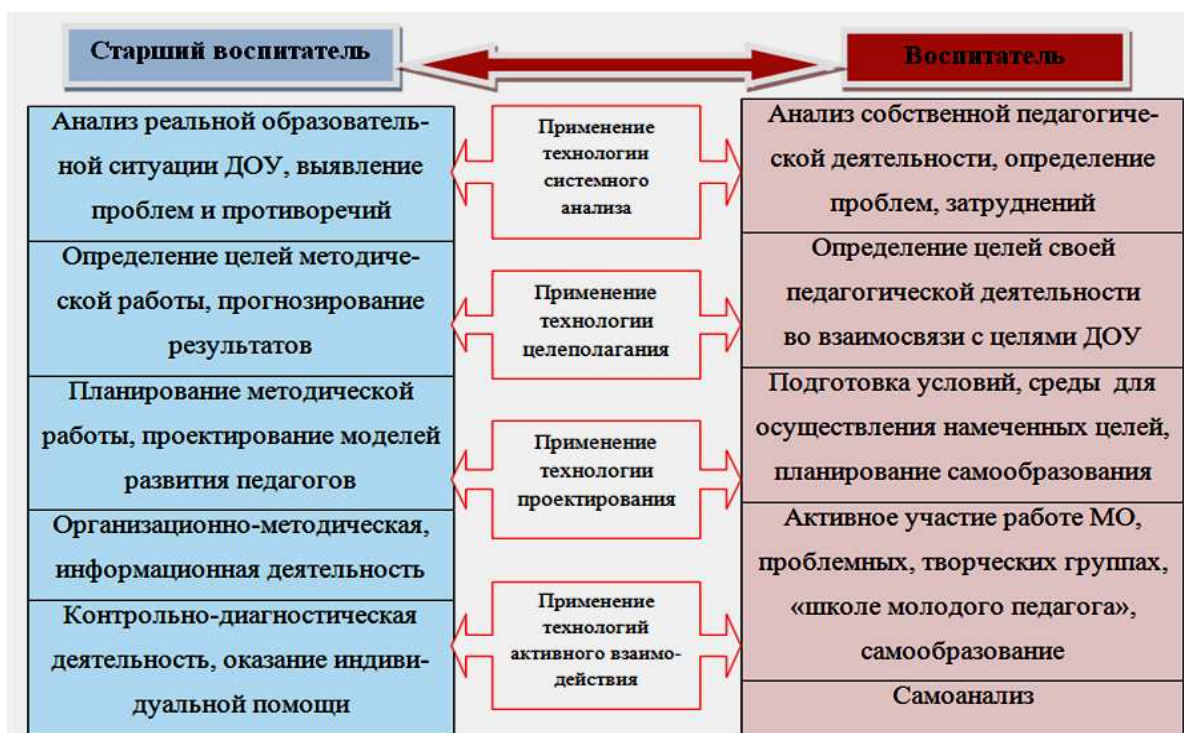 Старший воспитатель
Воспитатель
Анализ реальной образователь-
ной ситуации ДОУ, выявление
проблем и противоречий
Применение
технологии
системного
анализа
Анализ собственной педагогиче-
ской деятельности, определение
проблем, затруднений
Определение целей методиче-
ской работы, прогнозирование
результатов
Применение
технологии
целеполагания
Определение целей своей
педагогической деятельности
во взаимосвязи с целями ДОУ
Планирование методической
работы, проектирование моделей
развития педагогов
Применение
технологии
проектирования
Подготовка условий, среды для
осуществления намеченных целей,
планирование самообразования
Организационно-методическая,
информационная деятельность
Активное участие работе МО,
проблемных, творческих группах,
«школе молодого педагога»,
самообразование
Контрольно-диагностическая
деятельность, оказание индиви-
дуальной помощи
Применение
технологий
активного взаимо-
действия
Самоанализ